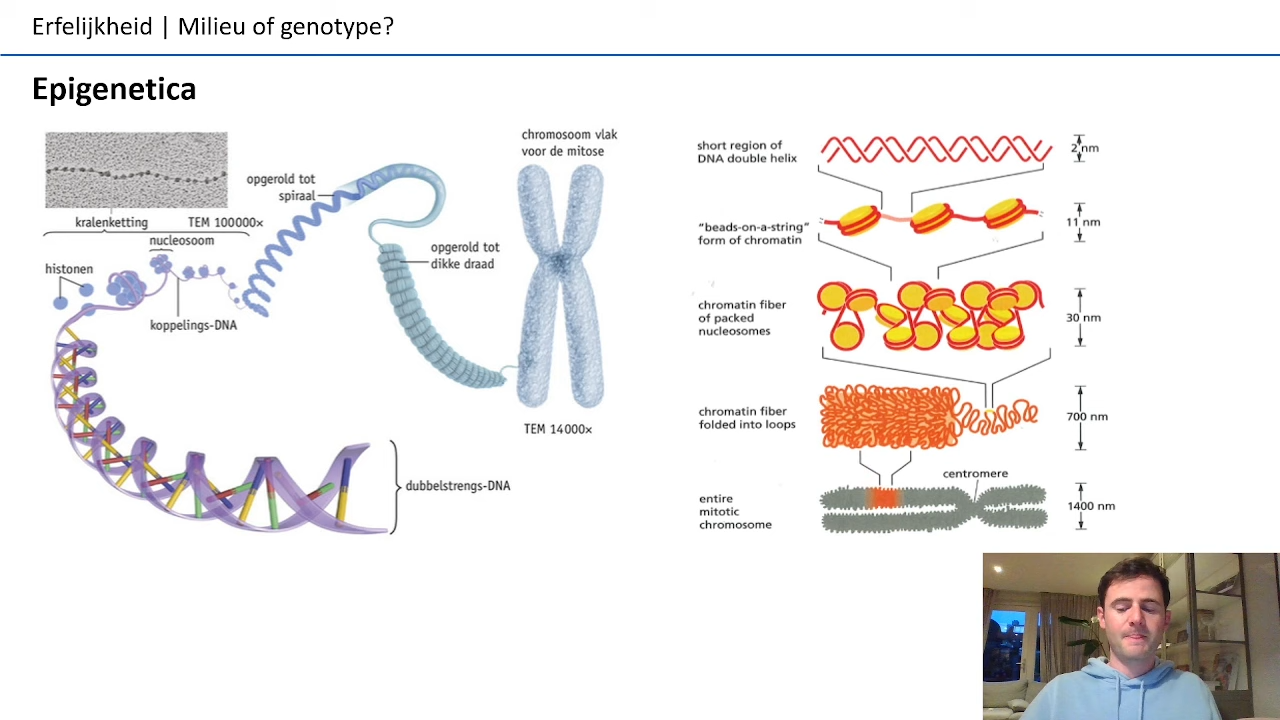 Erfelijkheid | Milieu of genotype?
Epigenetica
kralenketting
TEM 100000x
nucleosoom
histonen
koppelings-DNA
opgerold tot
spiraal
opgerold tot
dikke draad
chromosoom vlak
voor de mitose
TEM 14000x
dubbelstrengs-DNA
short region of
DNA double helix
2 nm
"beads-on-a-string"
form of chromatin
11 nm
chromatin fiber
of packed
nucleosomes
30 nm
chromatin fiber
folded into loops
700 nm
centromere
entire
mitotic
chromosome
1400 nm